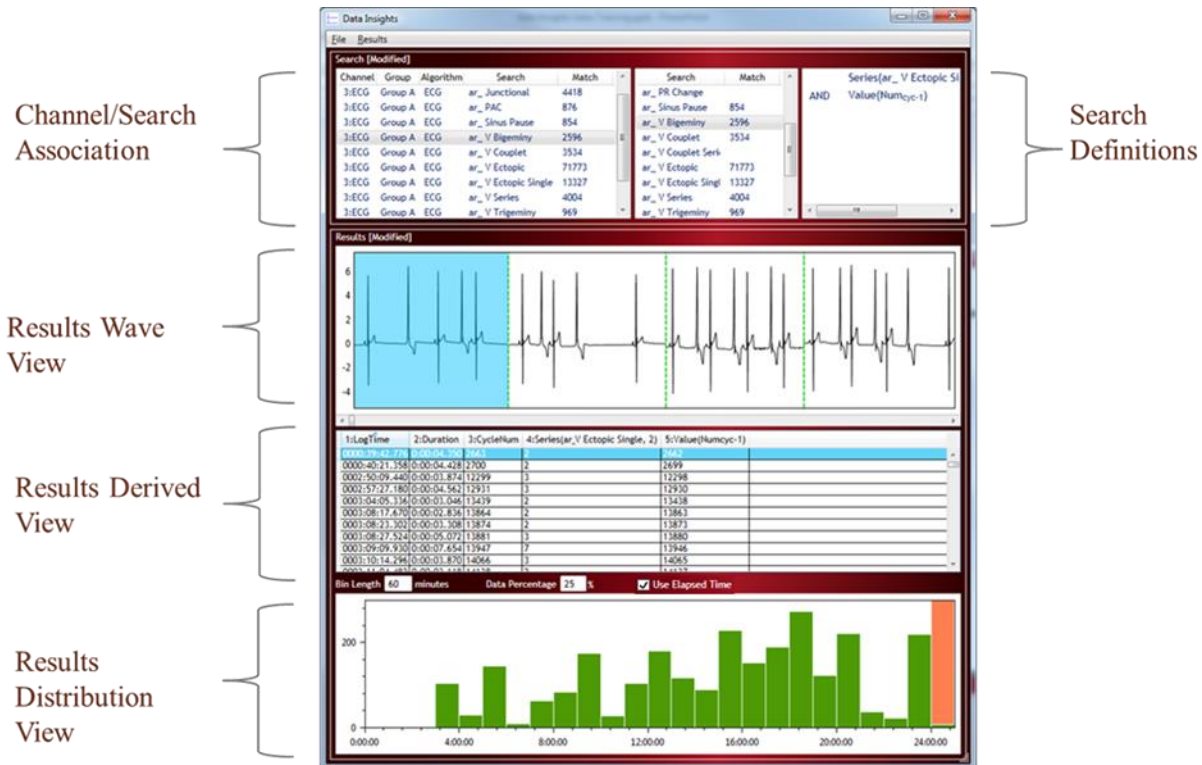 Data Insights
File Results
Search [Modified]
Channel Group Algorithm Search Match
3:ECG Group A ECG ar_ Junctional 4418
3:ECG Group A ECG ar_ PAC 876
3:ECG Group A ECG ar_ Sinus Pause 854
3:ECG Group A ECG ar_ V Bigeminy 2596
3:ECG Group A ECG ar_ V Couplet 3534
3:ECG Group A ECG ar_ V Ectopic 71773
3:ECG Group A ECG ar_ V Ectopic Single 13327
3:ECG Group A ECG ar_ V Series 4004
3:ECG Group A ECG ar_ V Trigeminy 969
Search Match
ar_ PR Change
ar_ Sinus Pause 854
ar_ V Bigeminy 2596
ar_ V Couplet 3534
ar_ V Couplet Seri
ar_ V Ectopic 71773
ar_ V Ectopic Singl 13327
ar_ V Series 4004
ar_ V Trigeminy 969
Series(ar_ V Ectopic Si
AND Value(Numcyc-1)
Channel/Search
Association
Search
Definitions
Results [Modified]
6
4
2
0
-2
-4
Results Wave
View
1:LogTime 2:Duration 3:CycleNum 4:Series(ar_V Ectopic Single, 2) 5:Value(Numcyc-1)
0000:39:42.776 0:00:04.350 2663 2 2662
0000:40:21.358 0:00:04.428 2700 2 2699
0002:50:09.440 0:00:03.874 12299 3 12298
0002:57:27.180 0:00:04.562 12931 3 12930
0003:04:05.336 0:00:03.046 13439 2 13438
0003:08:17.670 0:00:02.836 13864 2 13863
0003:08:23.302 0:00:03.308 13874 2 13873
0003:08:27.524 0:00:05.072 13881 3 13880
0003:09:09.930 0:00:07.654 13947 7 13946
0003:10:14.296 0:00:03.870 14066 3 14065
Results Derived
View
Bin Length 60 minutes Data Percentage 25 % Use Elapsed Time
200
0
0:00:00 4:00:00 8:00:00 12:00:00 16:00:00 20:00:00 24:00:00
Results
Distribution
View